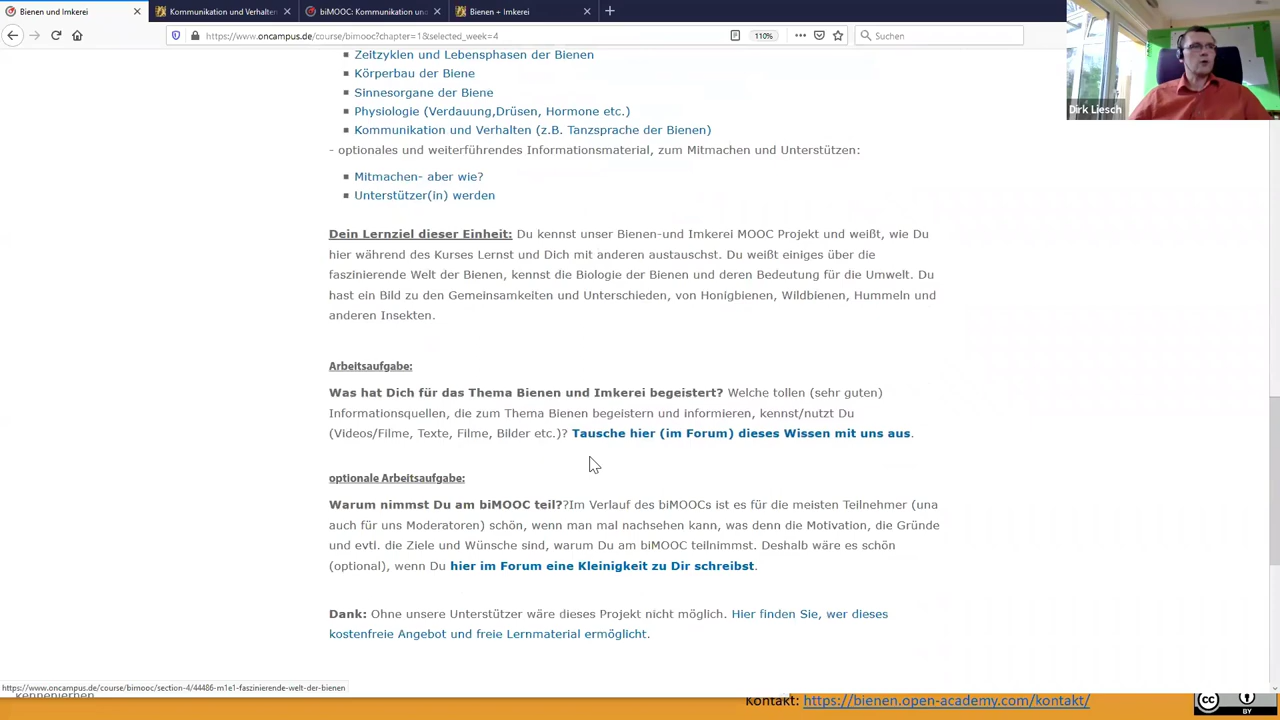 Bienen und Imkerei
Kommunikation und Verhalten
biMOOC: Kommunikation und
Bienen + Imkerei
https://www.oncampus.de/course/bimooc?chapter=1&selected_week=4
110%
Suchen
Zeitzyklen und Lebensphasen der Bienen
Körperbau der Biene
Sinnesorgane der Biene
Physiologie (Verdauung,Drüsen, Hormone etc.)
Kommunikation und Verhalten (z.B. Tanzsprache der Bienen)
- optionales und weiterführendes Informationsmaterial, zum Mitmachen und Unterstützen:
Mitmachen- aber wie?
Unterstützer(in) werden
Dein Lernziel dieser Einheit: Du kennst unser Bienen-und Imkerei MOOC Projekt und weißt, wie Du
hier während des Kurses Lernst und Dich mit anderen austauschst. Du weißt einiges über die
faszinierende Welt der Bienen, kennst die Biologie der Bienen und deren Bedeutung für die Umwelt. Du
hast ein Bild zu den Gemeinsamkeiten und Unterschieden, von Honigbienen, Wildbienen, Hummeln und
anderen Insekten.
Arbeitsaufgabe:
Was hat Dich für das Thema Bienen und Imkerei begeistert? Welche tollen (sehr guten)
Informationsquellen, die zum Thema Bienen begeistern und informieren, kennst/nutzt Du
(Videos/Filme, Texte, Filme, Bilder etc.)? Tausche hier (im Forum) dieses Wissen mit uns aus.
optionale Arbeitsaufgabe:
Warum nimmst Du am biMOOC teil??Im Verlauf des biMOOCs ist es für die meisten Teilnehmer (una
auch für uns Moderatoren) schön, wenn man mal nachsehen kann, was denn die Motivation, die Gründe
und evtl. die Ziele und Wünsche sind, warum Du am biMOOC teilnimmst. Deshalb wäre es schön
(optional), wenn Du hier im Forum eine Kleinigkeit zu Dir schreibst.
Dank: Ohne unsere Unterstützer wäre dieses Projekt nicht möglich. Hier finden Sie, wer dieses
kostenfreie Angebot und freie Lernmaterial ermöglicht.
https://www.oncampus.de/course/bimooc/section-4/44486-m1e1-faszinierende-welt-der-bienen
Kontakt: https://bienen.open-academy.com/kontakt/
cc BY
Dirk Liesch